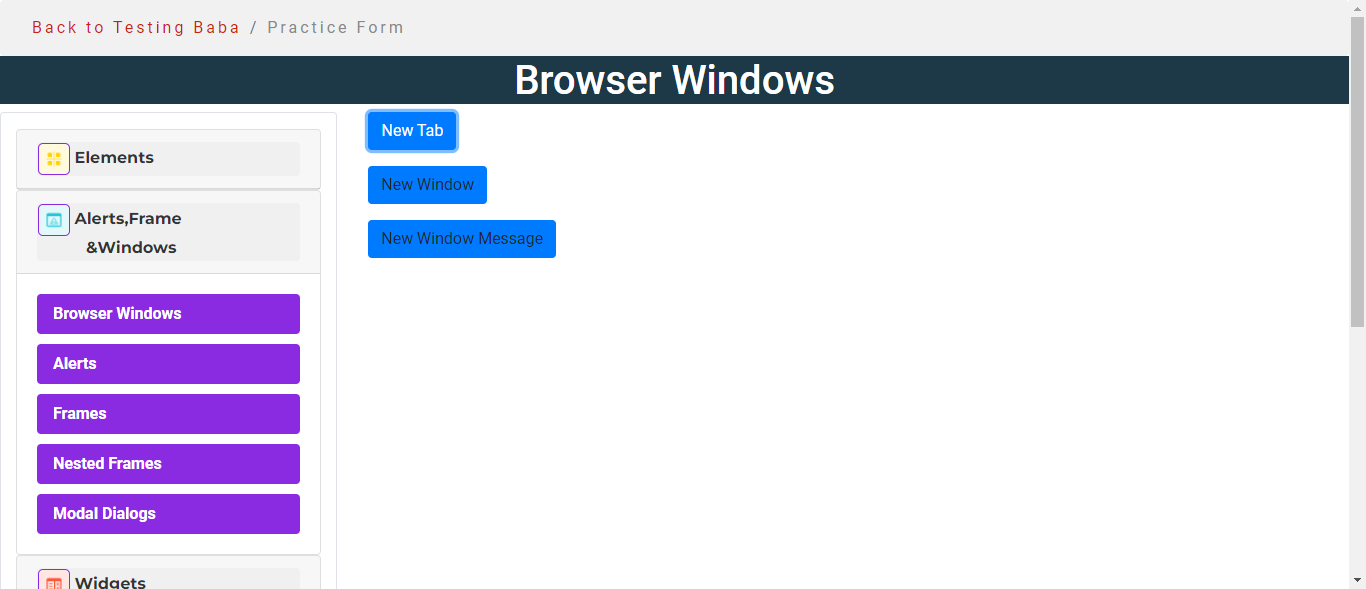 Back to Testing Baba / Practice Form
Browser Windows
Elements
Alerts,Frame
&Windows
Browser Windows
Alerts
Frames
Nested Frames
Modal Dialogs
Widgets
New Tab
New Window
New Window Message